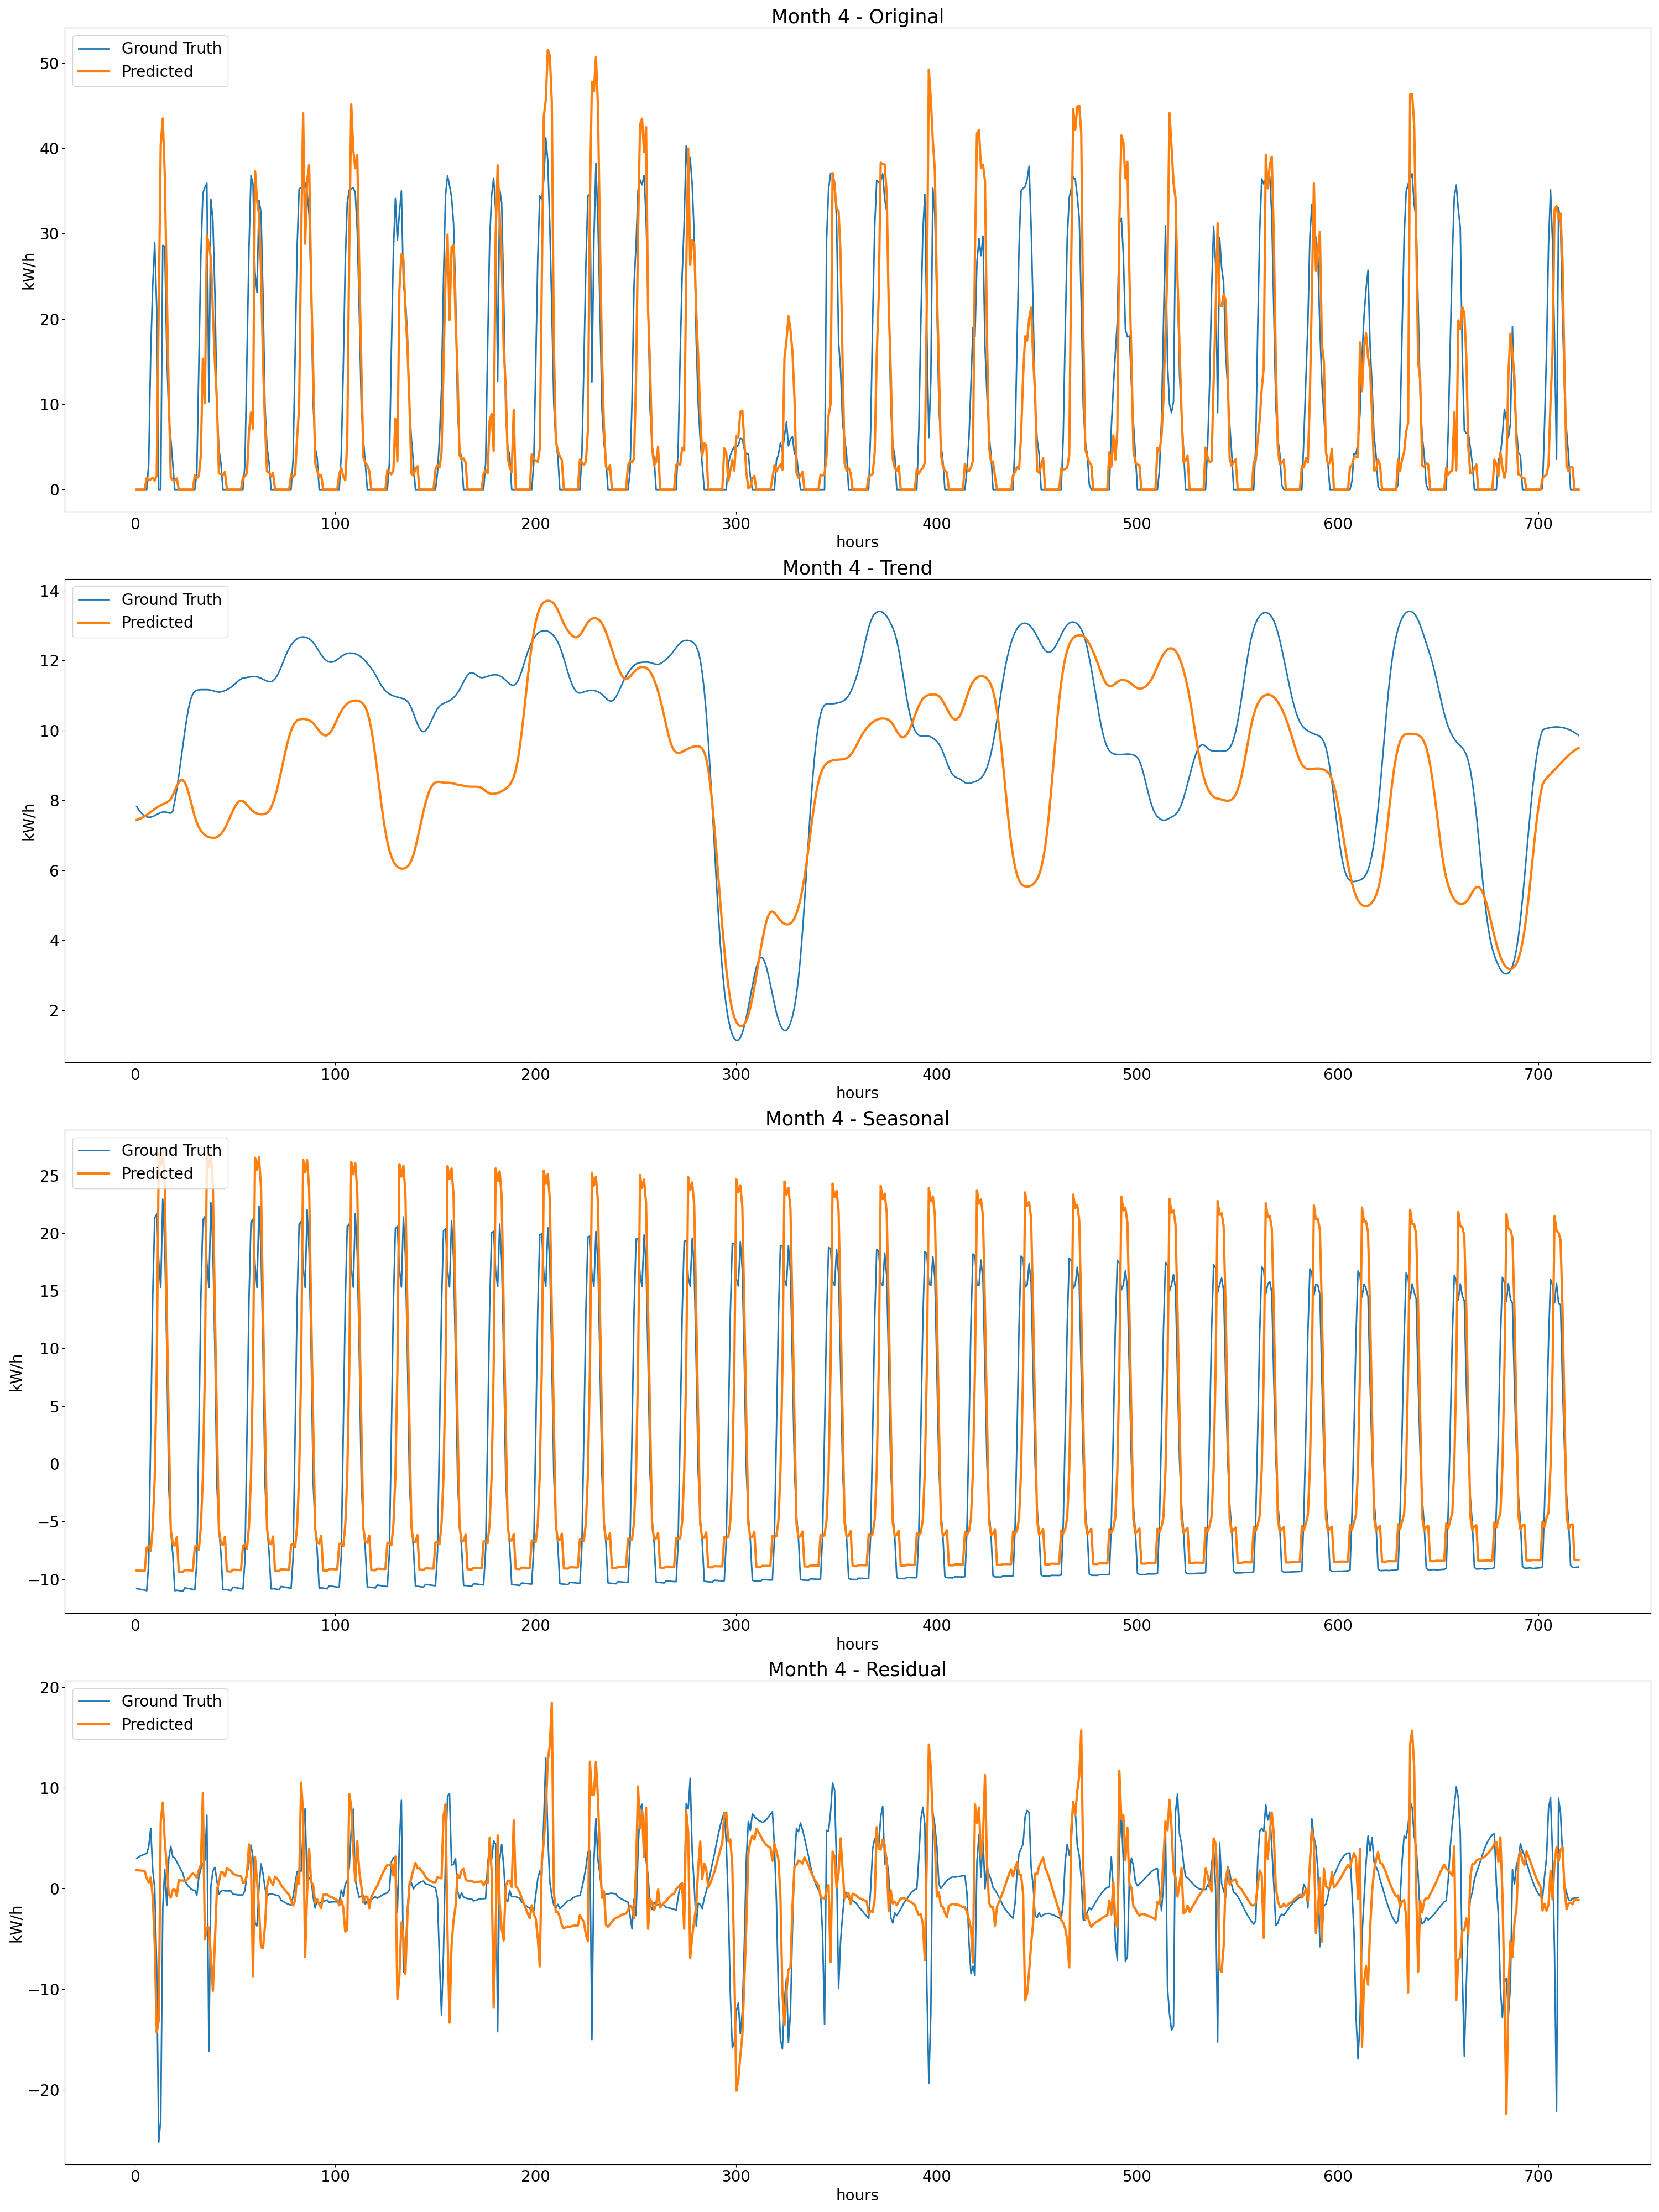 Month 4 - Original
Ground Truth
Predicted
50
40
30
20
10
0
kW/h
0 100 200 300 400 500 600 700
hours
Month 4 - Trend
Ground Truth
Predicted
14
12
10
8
6
4
2
kW/h
0 100 200 300 400 500 600 700
hours
Month 4 - Seasonal
Ground Truth
Predicted
25
20
15
10
5
0
−5
−10
kW/h
0 100 200 300 400 500 600 700
hours
Month 4 - Residual
Ground Truth
Predicted
20
10
0
−10
−20
kW/h
0 100 200 300 400 500 600 700
hours